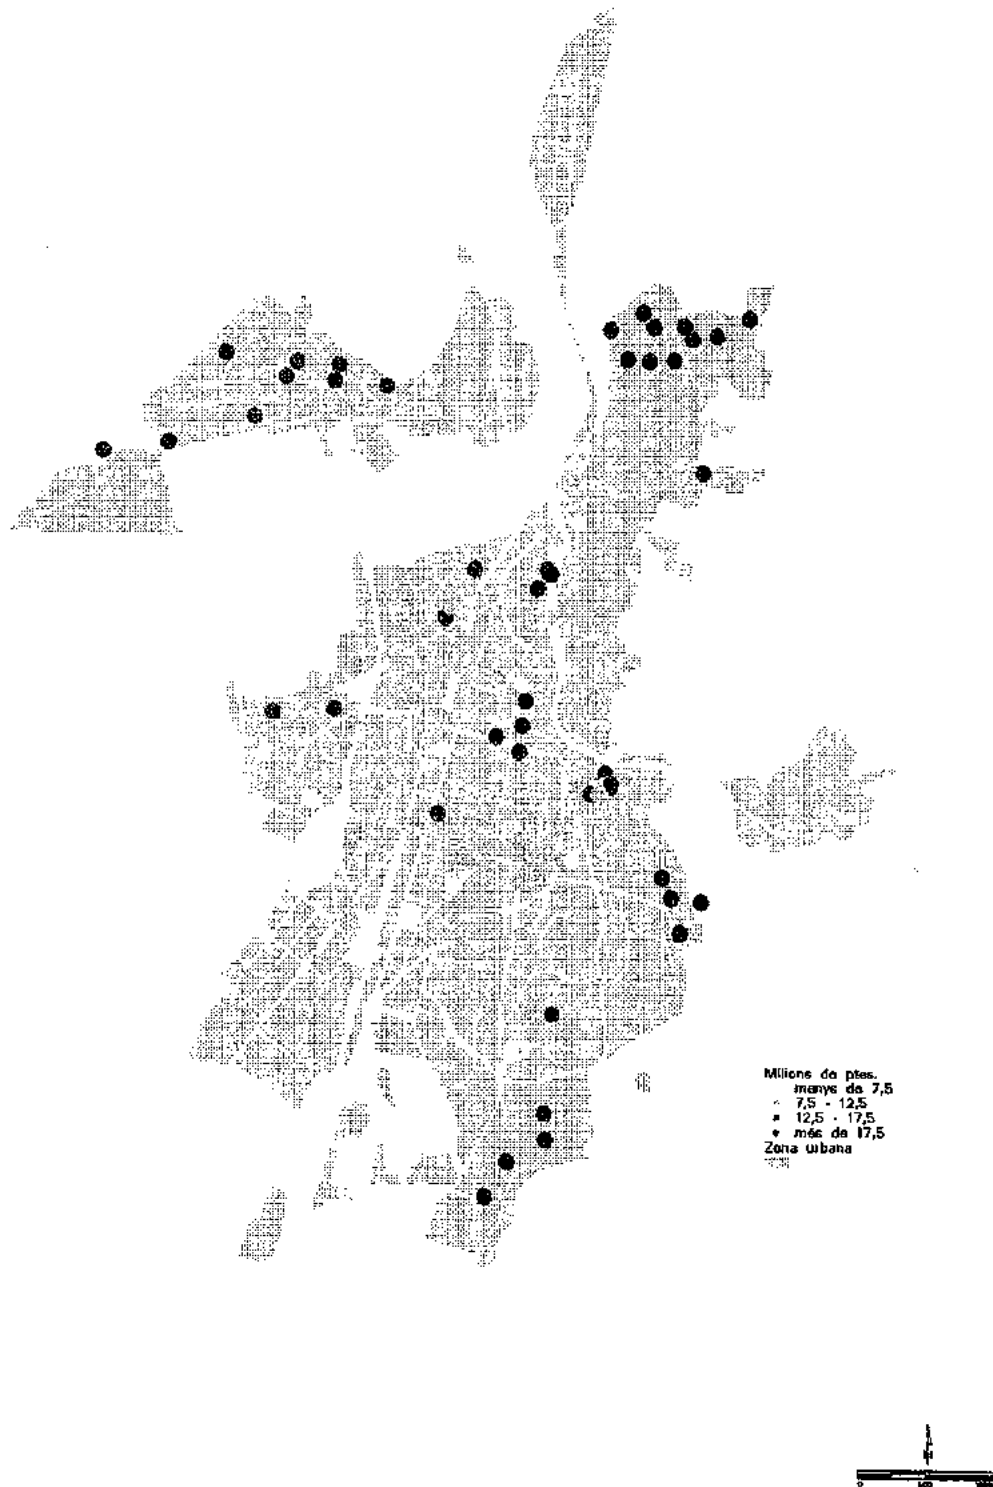 Milions de ptes.
menys de 7,5
7,5 - 12,5
12,5 - 17,5
més de 17,5
Zona urbana
0